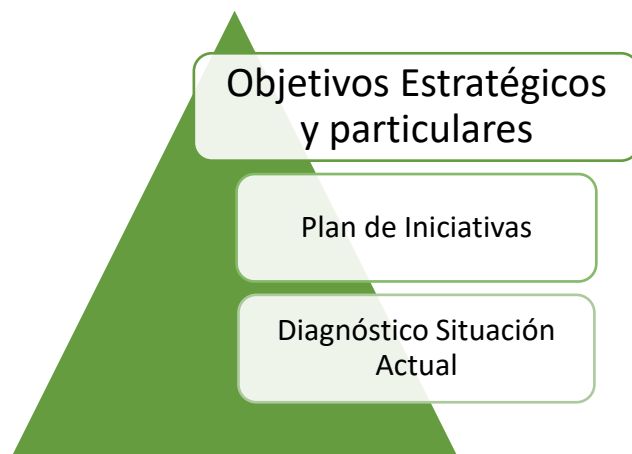 Objetivos Estratégicos
y particulares
Plan de Iniciativas
Diagnóstico Situación
Actual